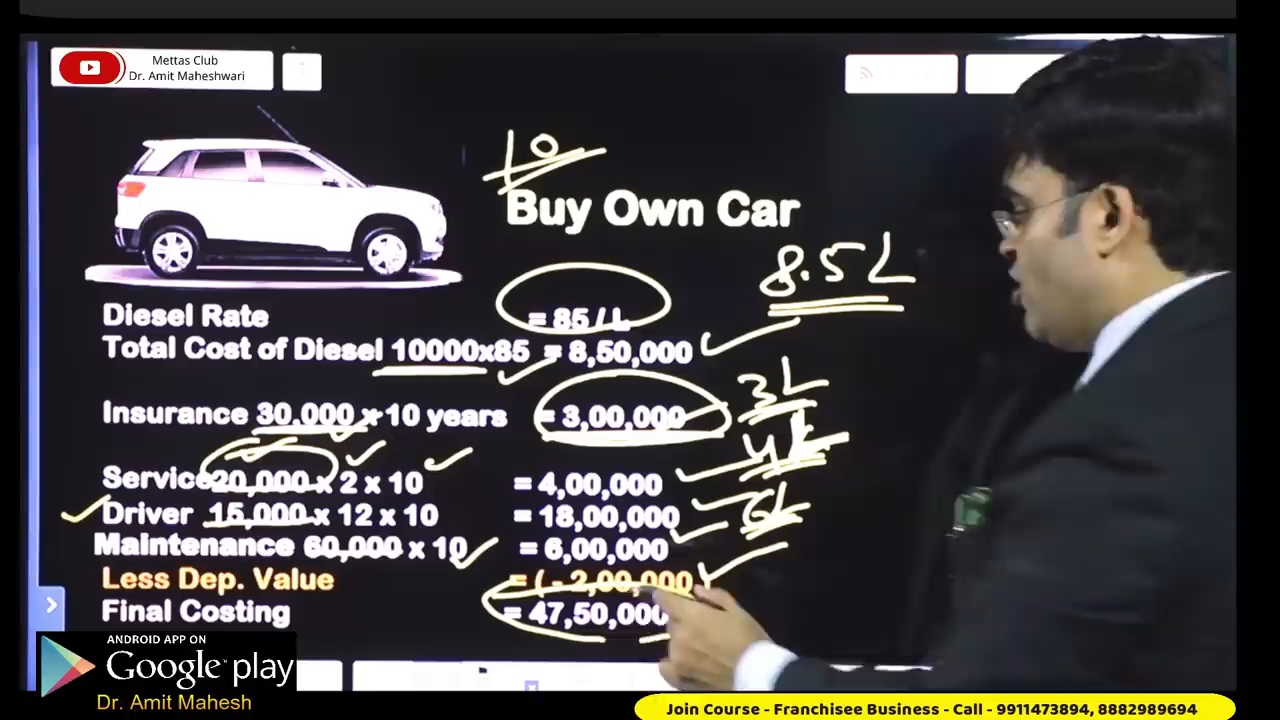 Mettas Club
Dr. Amit Maheshwari
10
Buy Own Car
8.5L
Diesel Rate = 85 / L
Total Cost of Diesel 10000x85 = 8,50,000
3L
Insurance 30,000 x 10 years = 3,00,000
4L
Service 20,000 x 2 x 10 = 4,00,000
6L
Driver 15,000 x 12 x 10 = 18,00,000
Maintenance 60,000 x 10 = 6,00,000
Less Dep. Value = ( - 2,00,000
Final Costing = 47,50,000
ANDROID APP ON
Google play
Dr. Amit Mahesh
Join Course - Franchisee Business - Call - 9911473894, 8882989694